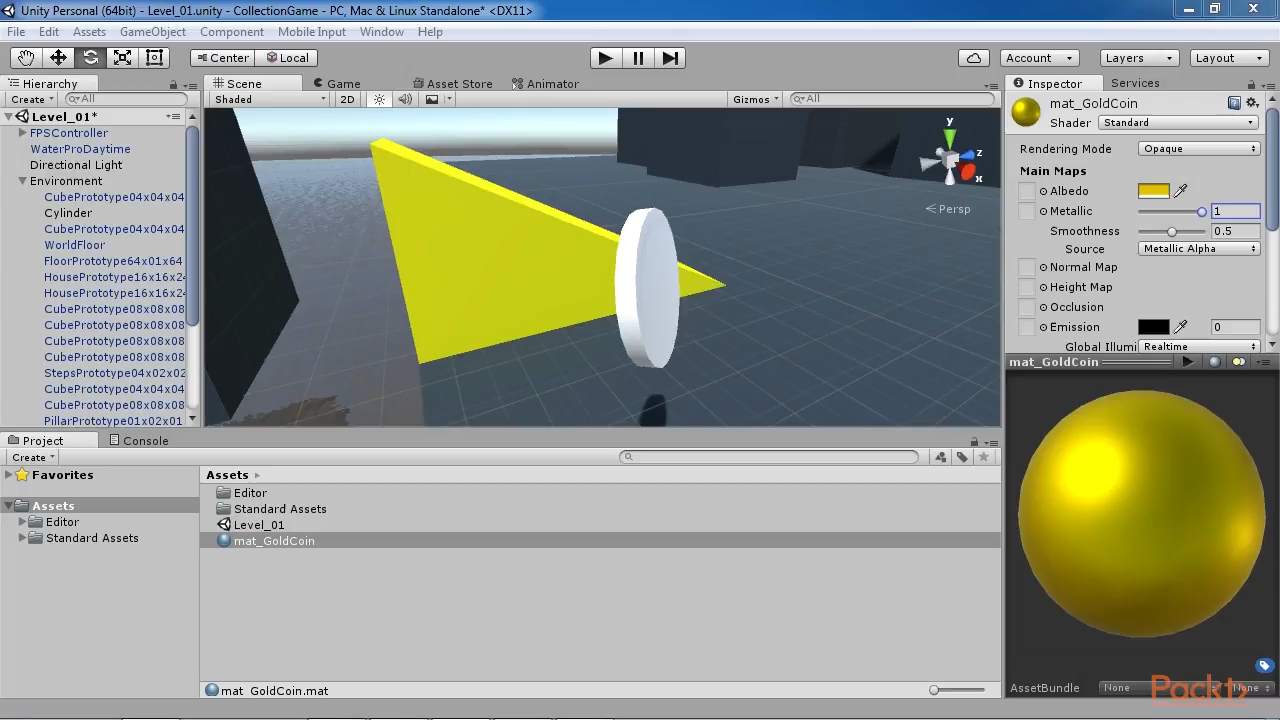 Unity Personal (64bit) - Level_01.unity - CollectionGame - PC, Mac & Linux Standalone* <DX11>
File Edit Assets GameObject Component Mobile Input Window Help
Center Local Account Layers Layout
Hierarchy
Create All
Level_01*
FPSController
WaterProDaytime
Directional Light
Environment
CubePrototype04x04x04
Cylinder
CubePrototype04x04x04
WorldFloor
FloorPrototype64x01x64
HousePrototype16x16x24
HousePrototype16x16x24
CubePrototype08x08x08
CubePrototype08x08x08
CubePrototype08x08x08
CubePrototype08x08x08
StepsPrototype04x02x02
CubePrototype04x04x04
CubePrototype08x08x08
PillarPrototype01x02x01
Scene Game Asset Store Animator
Shaded 2D Gizmos All
y
z
x
Persp
Inspector Services
mat_GoldCoin
Shader Standard
Rendering Mode Opaque
Main Maps
Albedo
Metallic 1
Smoothness 0.5
Source Metallic Alpha
Normal Map
Height Map
Occlusion
Emission 0
Global Illumi Realtime
mat_GoldCoin
AssetBundle None None
Packt
Project Console
Create
Favorites
Assets
Editor
Standard Assets
Assets
Editor
Standard Assets
Level_01
mat_GoldCoin
mat_GoldCoin.mat